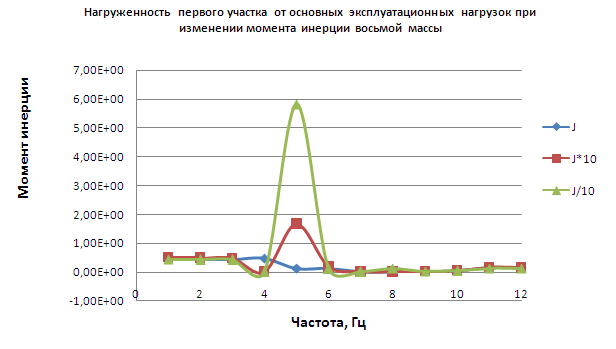 Нагруженность первого участка от основных эксплуатационных нагрузок при
изменении момента инерции восьмой массы
Момент инерции
7,00E+00
6,00E+00
5,00E+00
4,00E+00
3,00E+00
2,00E+00
1,00E+00
0,00E+00
-1,00E+00
0 2 4 6 8 10 12
Частота, Гц
J
J*10
J/10